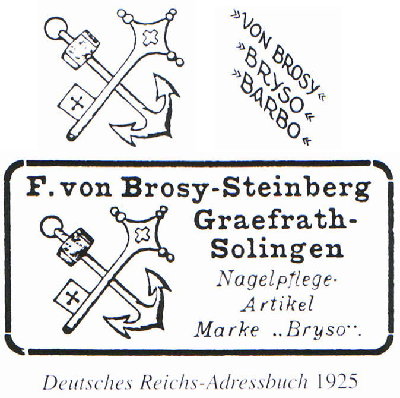 »VON BROSY«
»BRYSO«
»BARBO«
F. von Brosy-Steinberg
Graefrath-
Solingen
Nagelpflege-
Artikel
Marke „Bryso“.
Deutsches Reichs-Adressbuch 1925